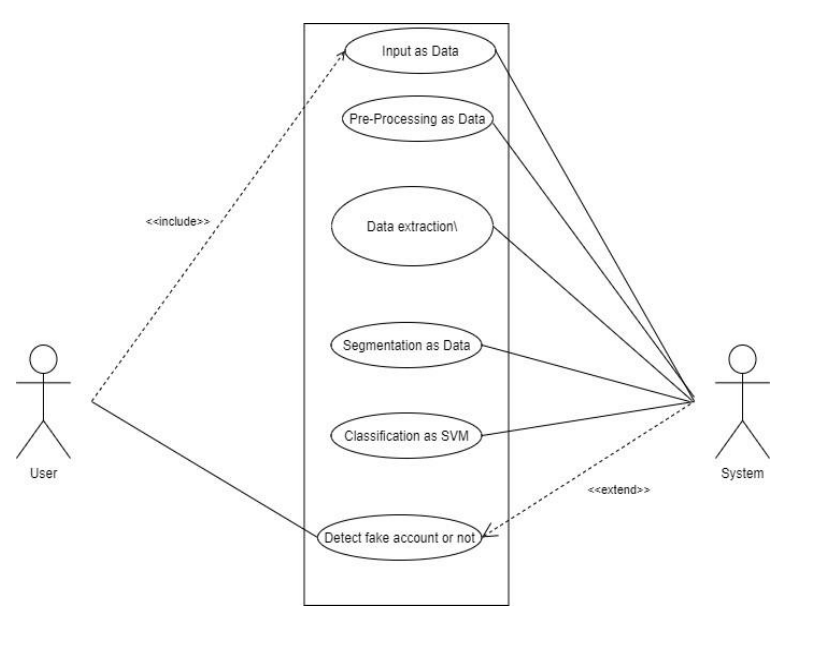 Input as Data
Pre-Processing as Data
<<include>>
Data extraction\
Segmentation as Data
Classification as SVM
User
System
<<extend>>
Detect fake account or not